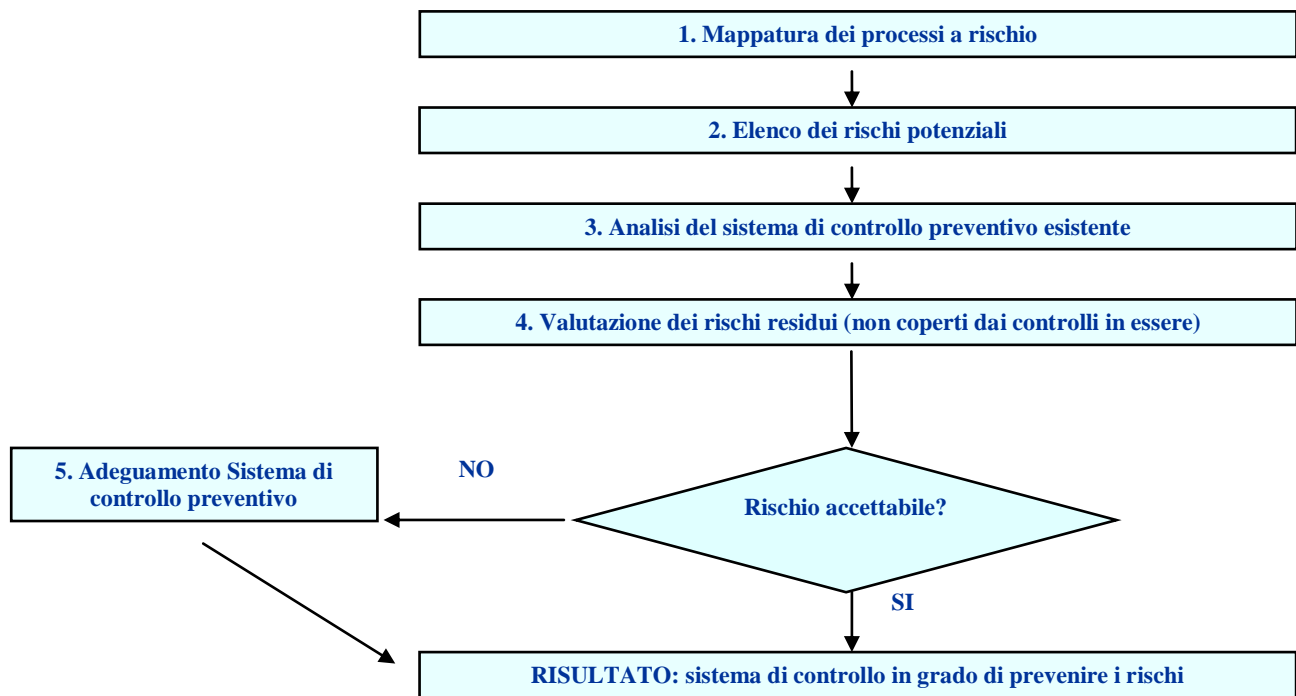 1. Mappatura dei processi a rischio
2. Elenco dei rischi potenziali
3. Analisi del sistema di controllo preventivo esistente
4. Valutazione dei rischi residui (non coperti dai controlli in essere)
5. Adeguamento Sistema di
controllo preventivo
NO
Rischio accettabile?
SI
RISULTATO: sistema di controllo in grado di prevenire i rischi